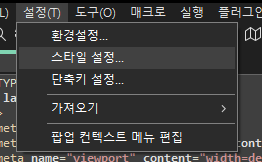 설정(T) 도구(O) 매크로 실행 플러그인
환경설정...
스타일 설정...
단축키 설정...
가져오기
팝업 컨텍스트 메뉴 편집
meta name="viewport" content="width=de